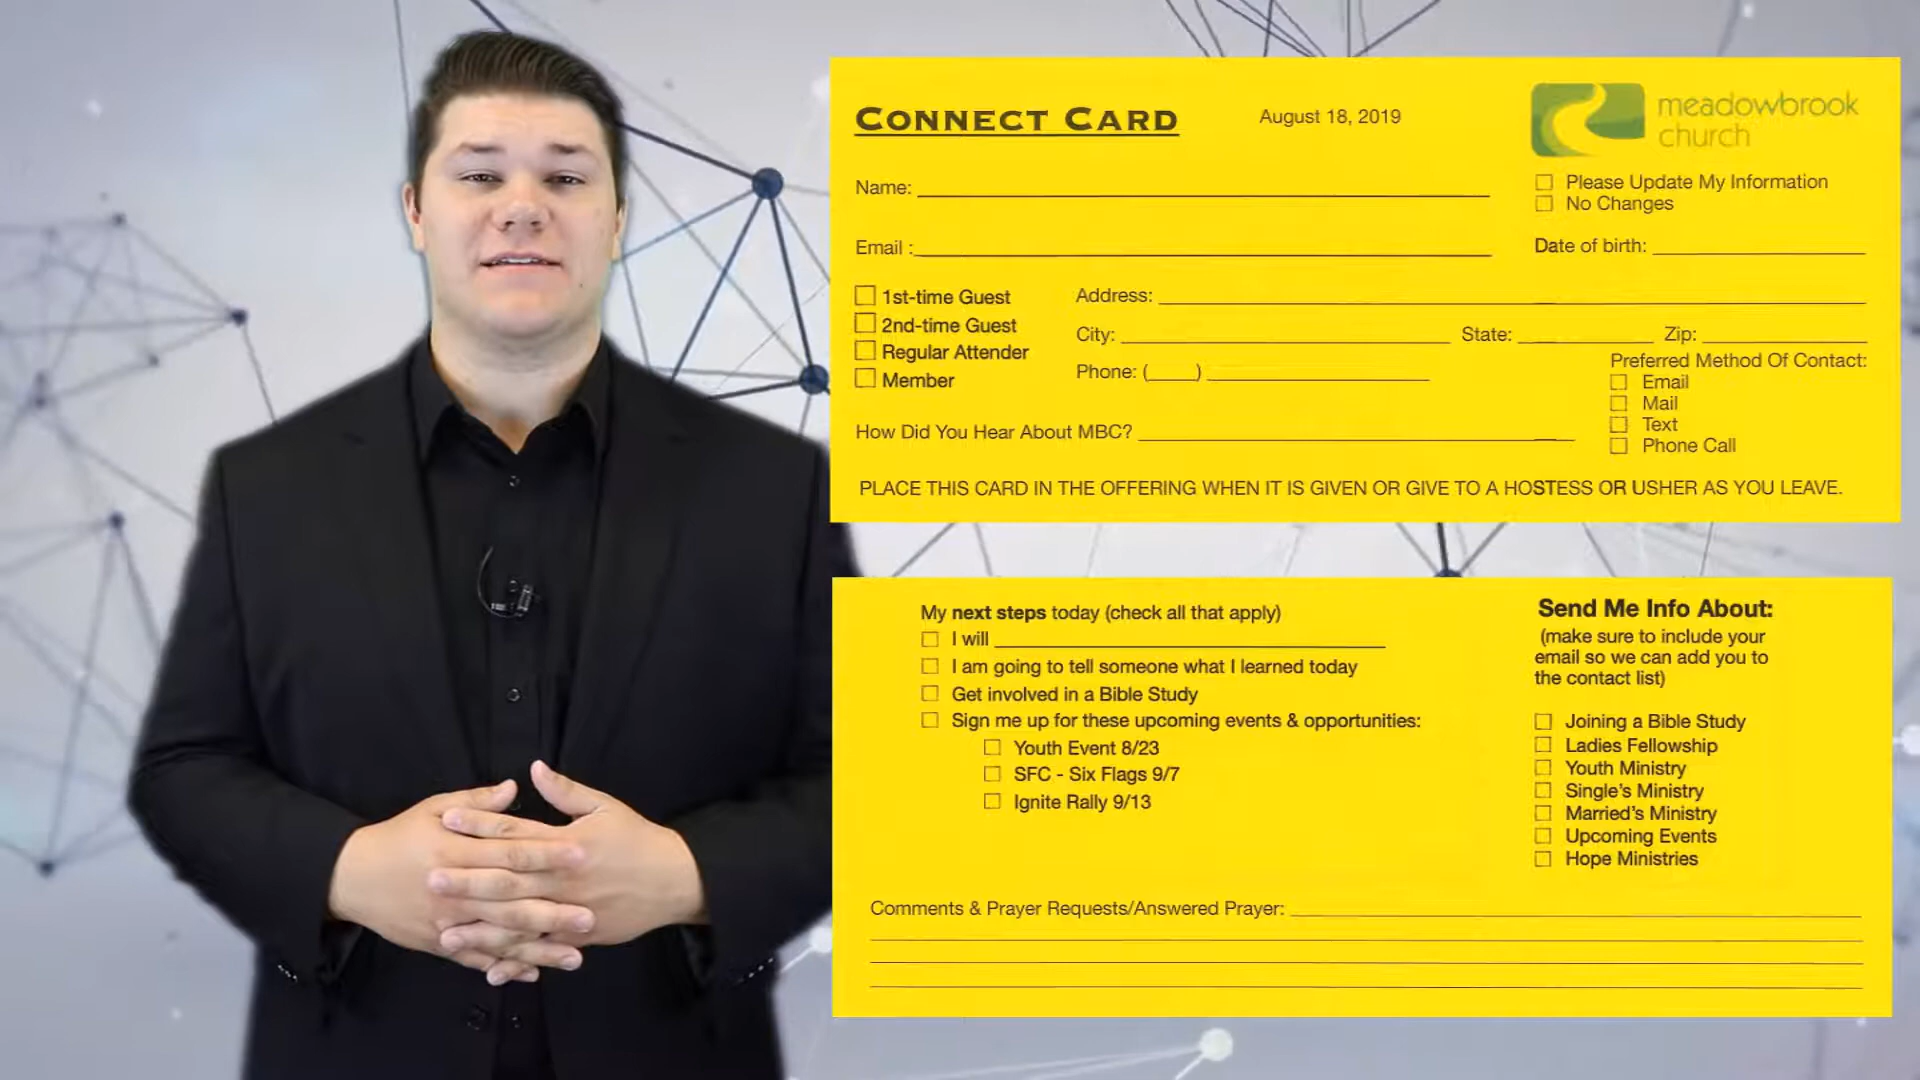 CONNECT CARD
August 18, 2019
meadowbrook
church
Name:
Please Update My Information
No Changes
Email :
Date of birth:
1st-time Guest
2nd-time Guest
Regular Attender
Member
Address:
City: State: Zip:
Phone: ( )
Preferred Method Of Contact:
Email
Mail
Text
Phone Call
How Did You Hear About MBC?
PLACE THIS CARD IN THE OFFERING WHEN IT IS GIVEN OR GIVE TO A HOSTESS OR USHER AS YOU LEAVE.
My next steps today (check all that apply)
I will
I am going to tell someone what I learned today
Get involved in a Bible Study
Sign me up for these upcoming events & opportunities:
Youth Event 8/23
SFC - Six Flags 9/7
Ignite Rally 9/13
Send Me Info About:
(make sure to include your
email so we can add you to
the contact list)
Joining a Bible Study
Ladies Fellowship
Youth Ministry
Single's Ministry
Married's Ministry
Upcoming Events
Hope Ministries
Comments & Prayer Requests/Answered Prayer: